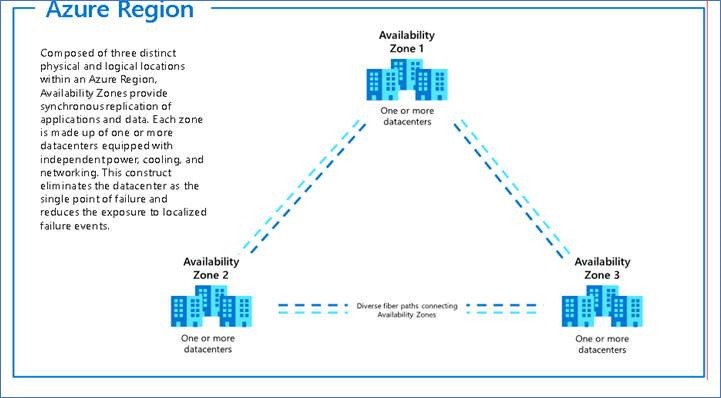 Azure Region
Composed of three distinct
physical and logical locations
within an Azure Region,
Availability Zones provide
synchronous replication of
applications and data. Each zone
is made up of one or more
datacenters equipped with
independent power, cooling, and
networking. This construct
eliminates the datacenter as the
single point of failure and
reduces the exposure to localized
failure events.
Availability
Zone 1
One or more
datacenters
Availability
Zone 2
One or more
datacenters
Diverse fiber paths connecting
Availability Zones
Availability
Zone 3
One or more
datacenters